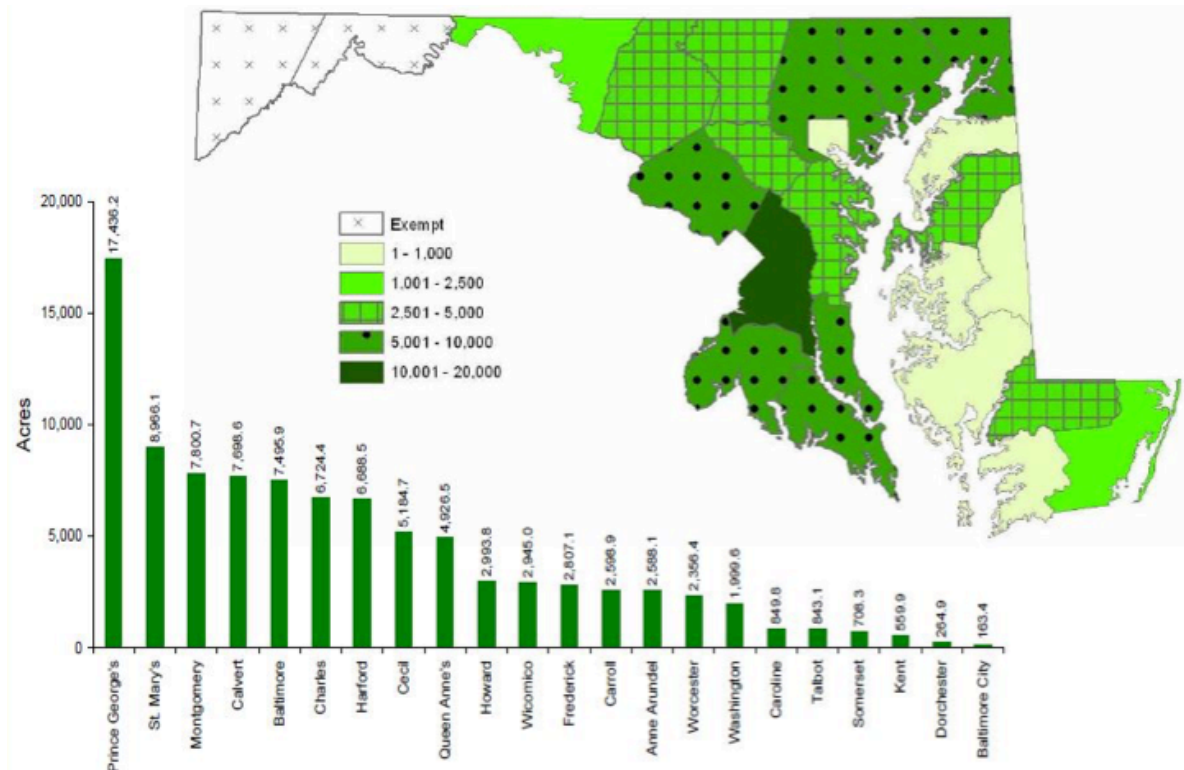 Exempt
1 - 1,000
1,001 - 2,500
2,501 - 5,000
5,001 - 10,000
10,001 - 20,000
Acres
20,000
15,000
10,000
5,000
0
17,436.2
8,966.1
7,800.7
7,698.6
7,495.9
6,724.4
6,688.5
5,184.7
4,926.5
2,993.8
2,945.0
2,807.1
2,598.9
2,588.1
2,356.4
1,999.6
849.8
843.1
706.3
559.9
264.9
163.4
Prince George's
St. Mary's
Montgomery
Calvert
Baltimore
Charles
Harford
Cecil
Queen Anne's
Howard
Wicomico
Frederick
Carroll
Anne Arundel
Worcester
Washington
Caroline
Talbot
Somerset
Kent
Dorchester
Baltimore City